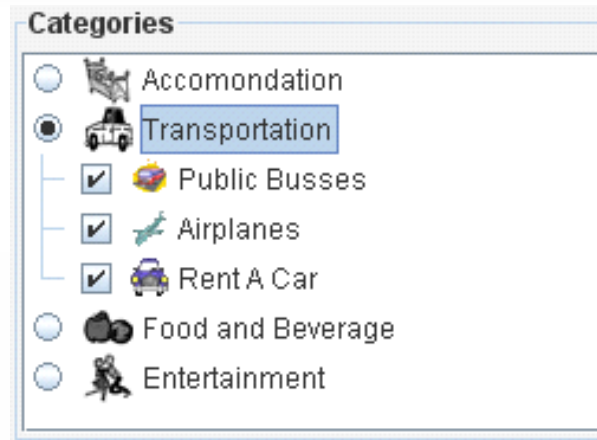 Categories
Accomondation
Transportation
Public Busses
Airplanes
Rent A Car
Food and Beverage
Entertainment